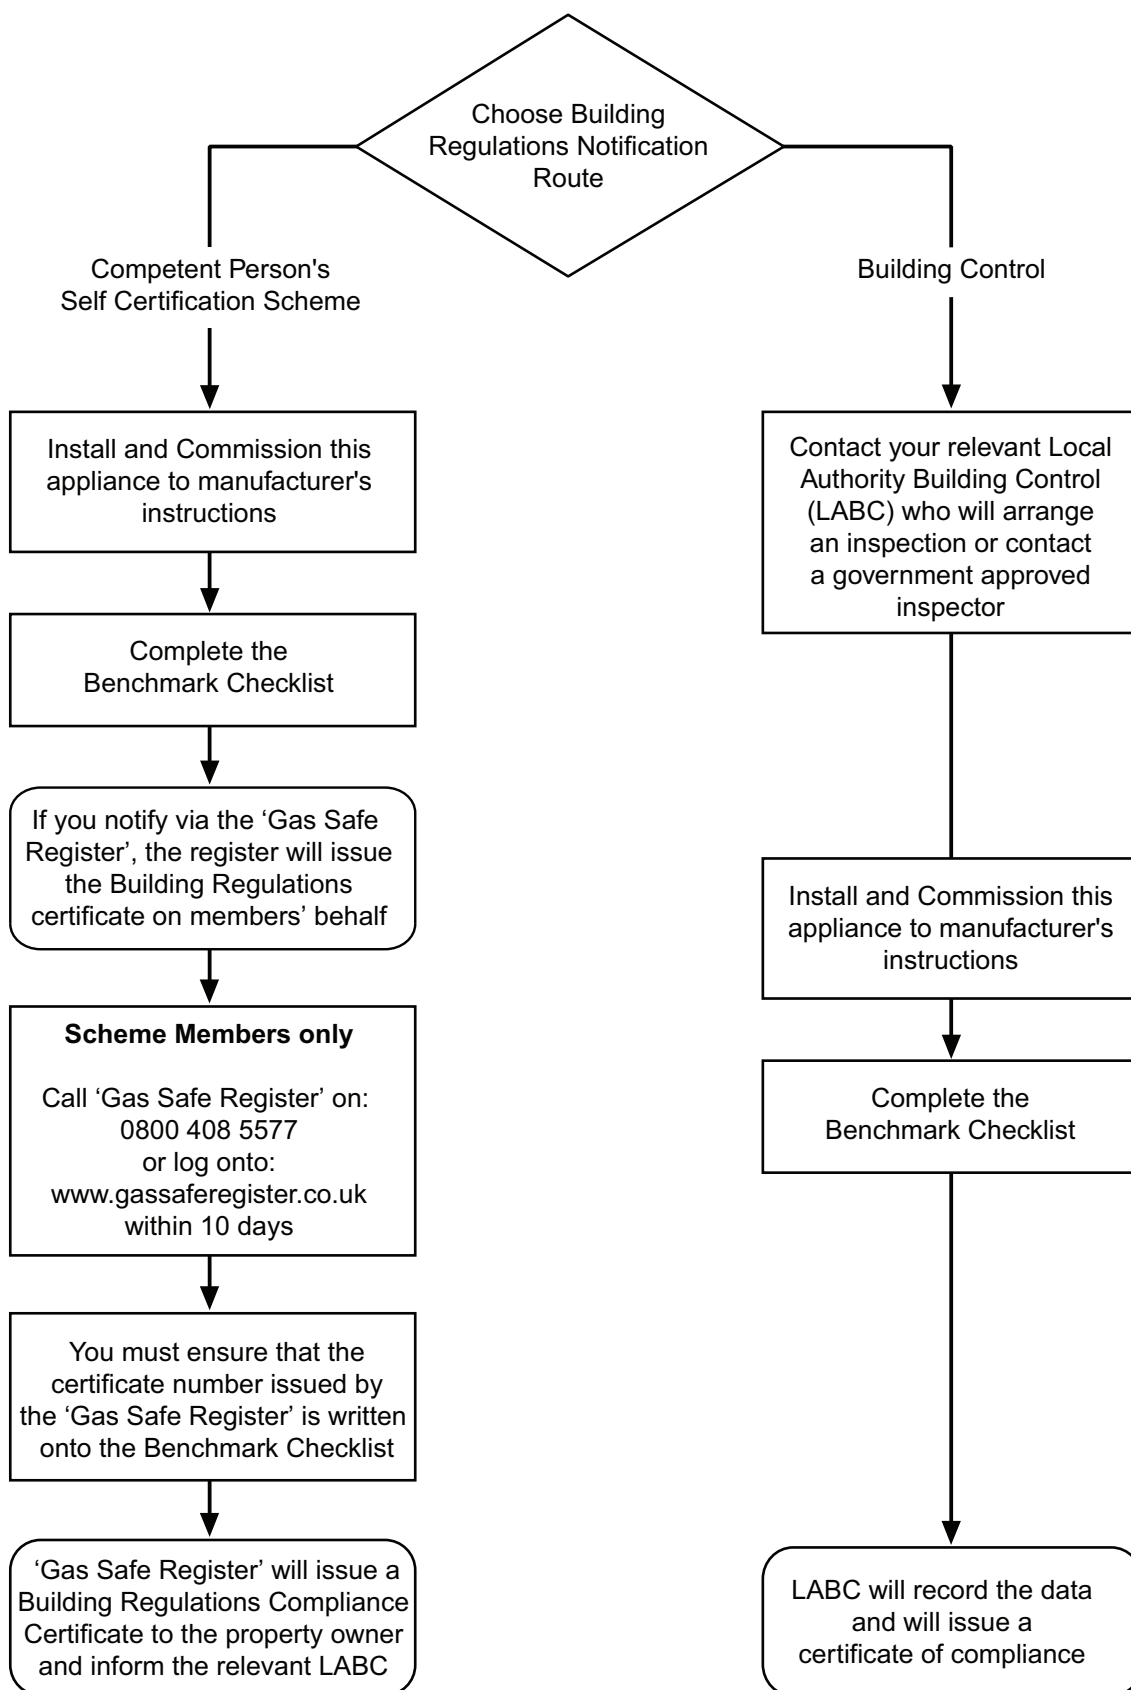 Choose Building
Regulations Notification
Route
Competent Person's
Self Certification Scheme
Building Control
Install and Commission this
appliance to manufacturer's
instructions
Complete the
Benchmark Checklist
If you notify via the ‘Gas Safe
Register’, the register will issue
the Building Regulations
certificate on members’ behalf
Scheme Members only
Call ‘Gas Safe Register’ on:
0800 408 5577
or log onto:
www.gassaferegister.co.uk
within 10 days
You must ensure that the
certificate number issued by
the ‘Gas Safe Register’ is written
onto the Benchmark Checklist
‘Gas Safe Register’ will issue a
Building Regulations Compliance
Certificate to the property owner
and inform the relevant LABC
Contact your relevant Local
Authority Building Control
(LABC) who will arrange
an inspection or contact
a government approved
inspector
Install and Commission this
appliance to manufacturer's
instructions
Complete the
Benchmark Checklist
LABC will record the data
and will issue a
certificate of compliance